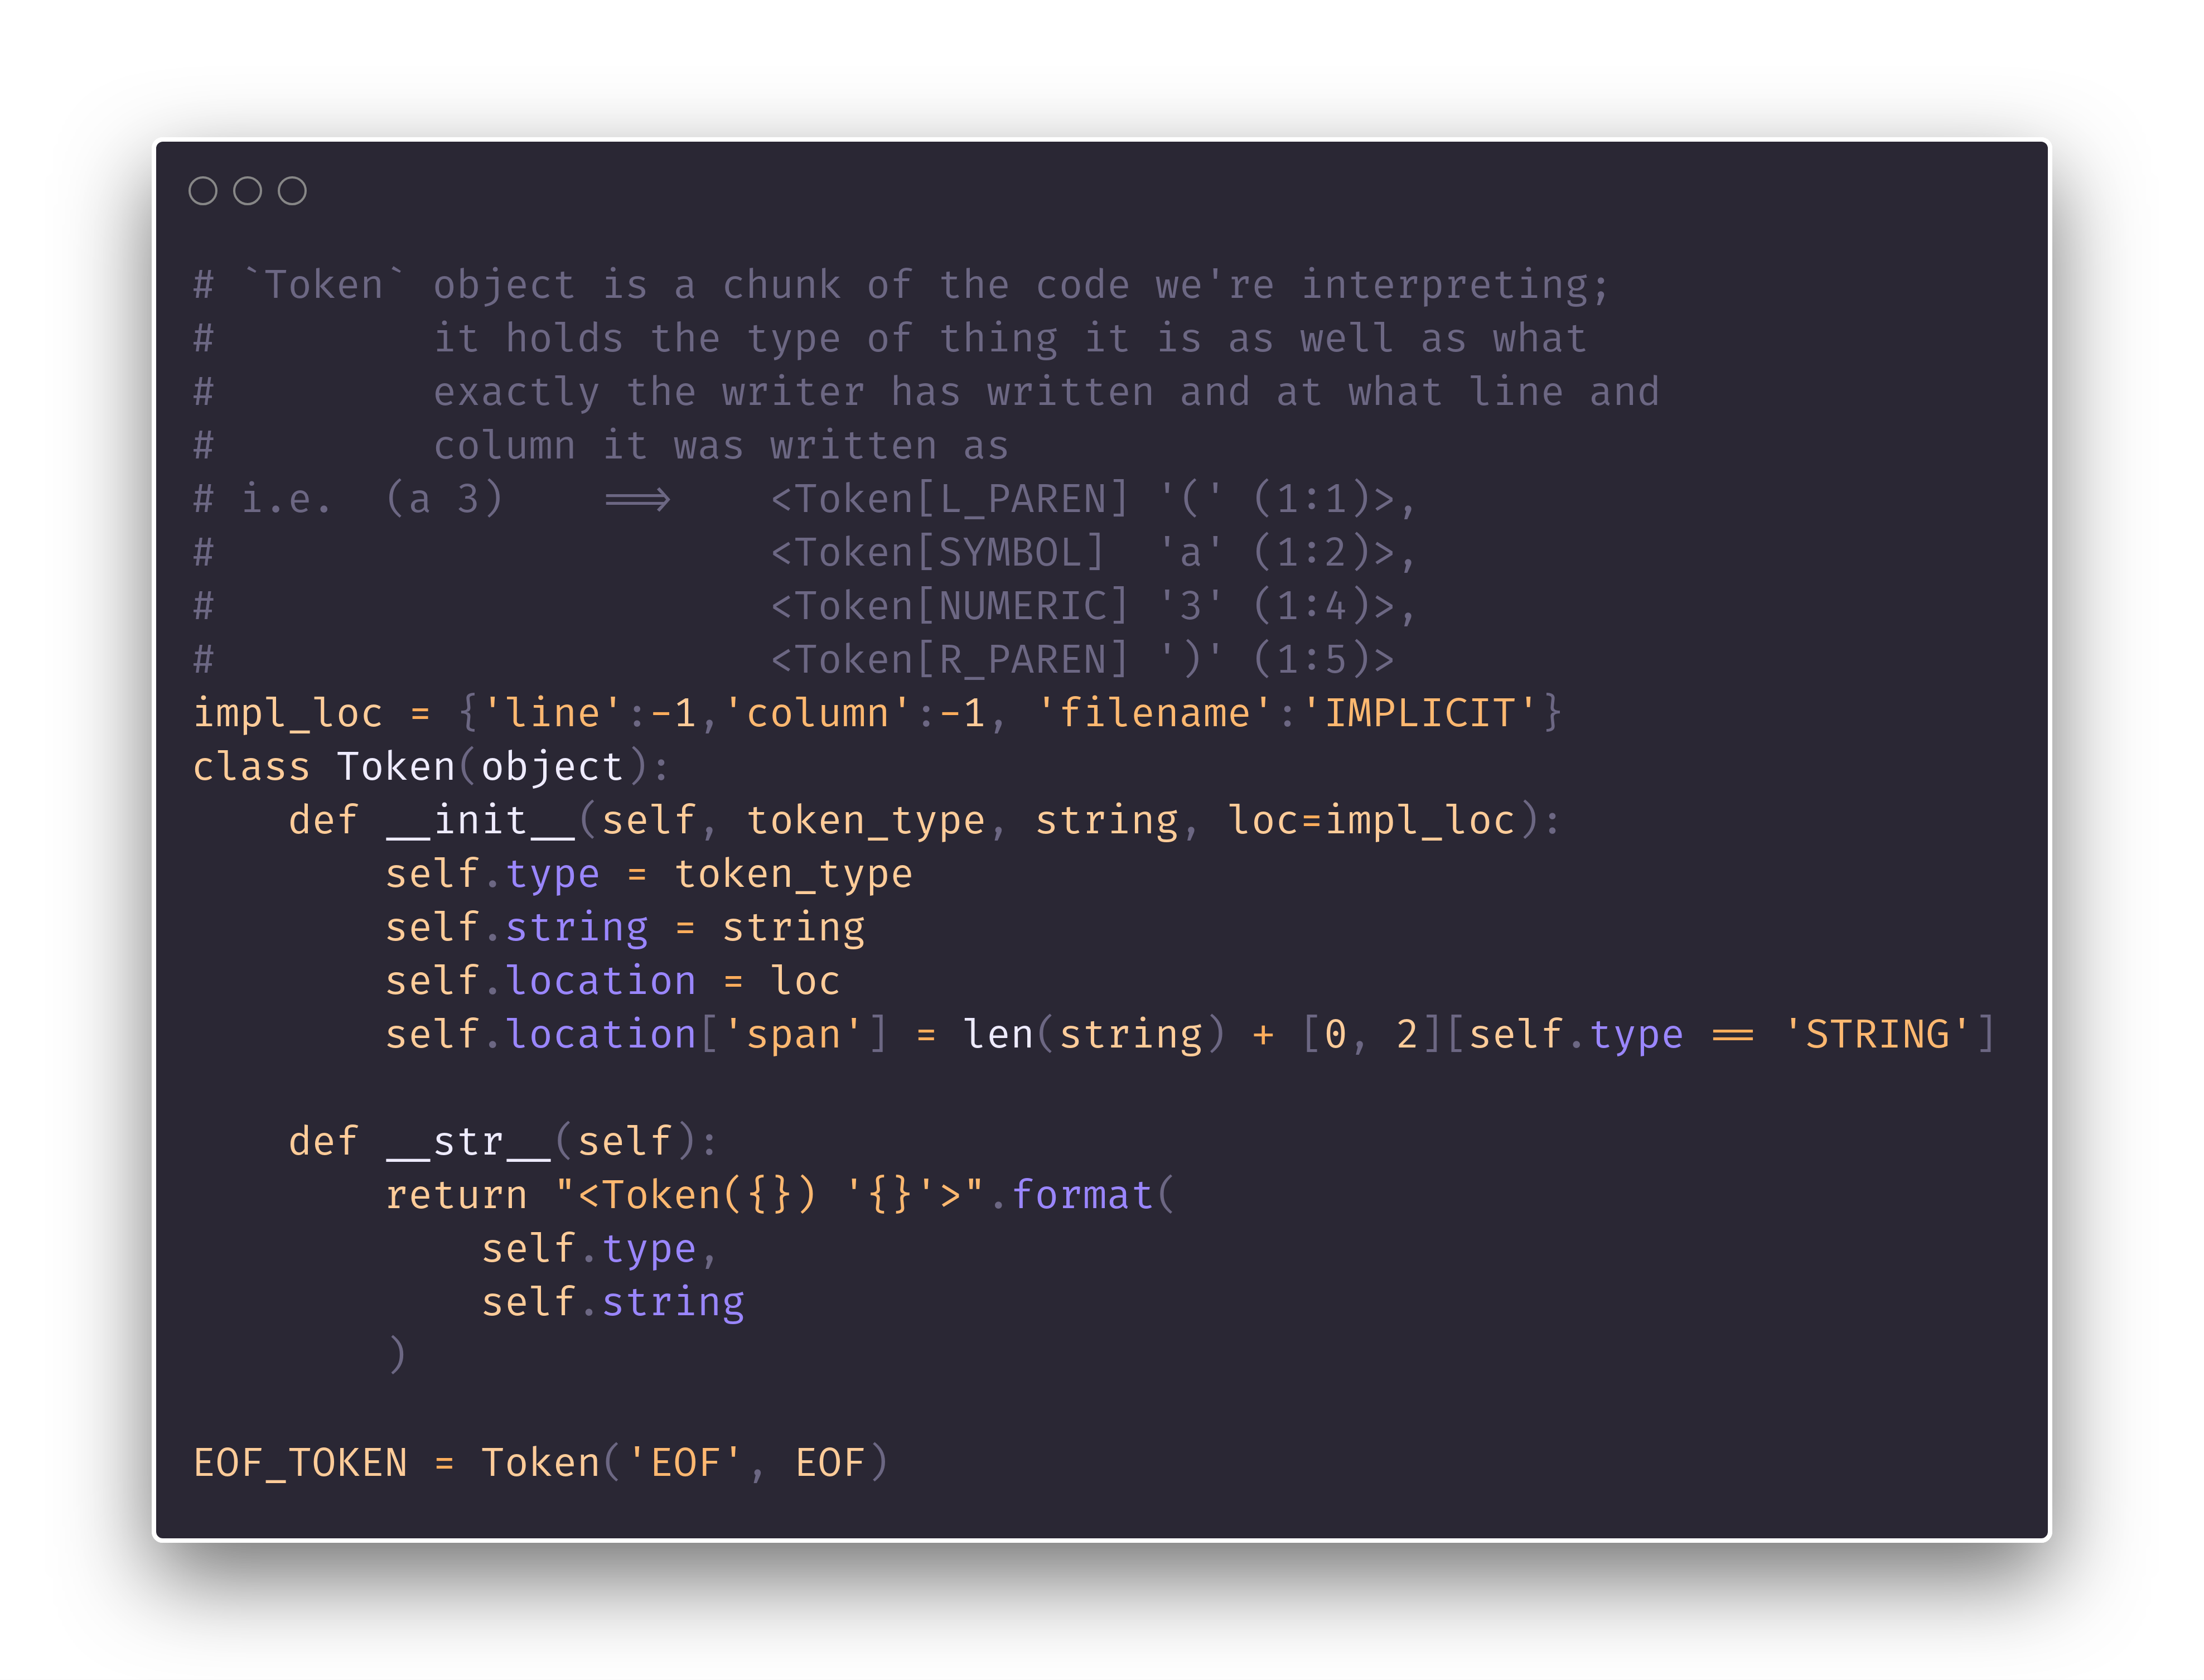 # `Token` object is a chunk of the code we're interpreting;
#         it holds the type of thing it is as well as what
#         exactly the writer has written and at what line and
#         column it was written as
# i.e.  (a 3)    ==>    <Token[L_PAREN] '(' (1:1)>,
#                       <Token[SYMBOL]  'a' (1:2)>,
#                       <Token[NUMERIC] '3' (1:4)>,
#                       <Token[R_PAREN] ')' (1:5)>
impl_loc = {'line':-1,'column':-1, 'filename':'IMPLICIT'}
class Token(object):
    def __init__(self, token_type, string, loc=impl_loc):
        self.type = token_type
        self.string = string
        self.location = loc
        self.location['span'] = len(string) + [0, 2][self.type == 'STRING']
    def __str__(self):
        return "<Token({}) '{}'>".format(
            self.type,
            self.string
        )
EOF_TOKEN = Token('EOF', EOF)